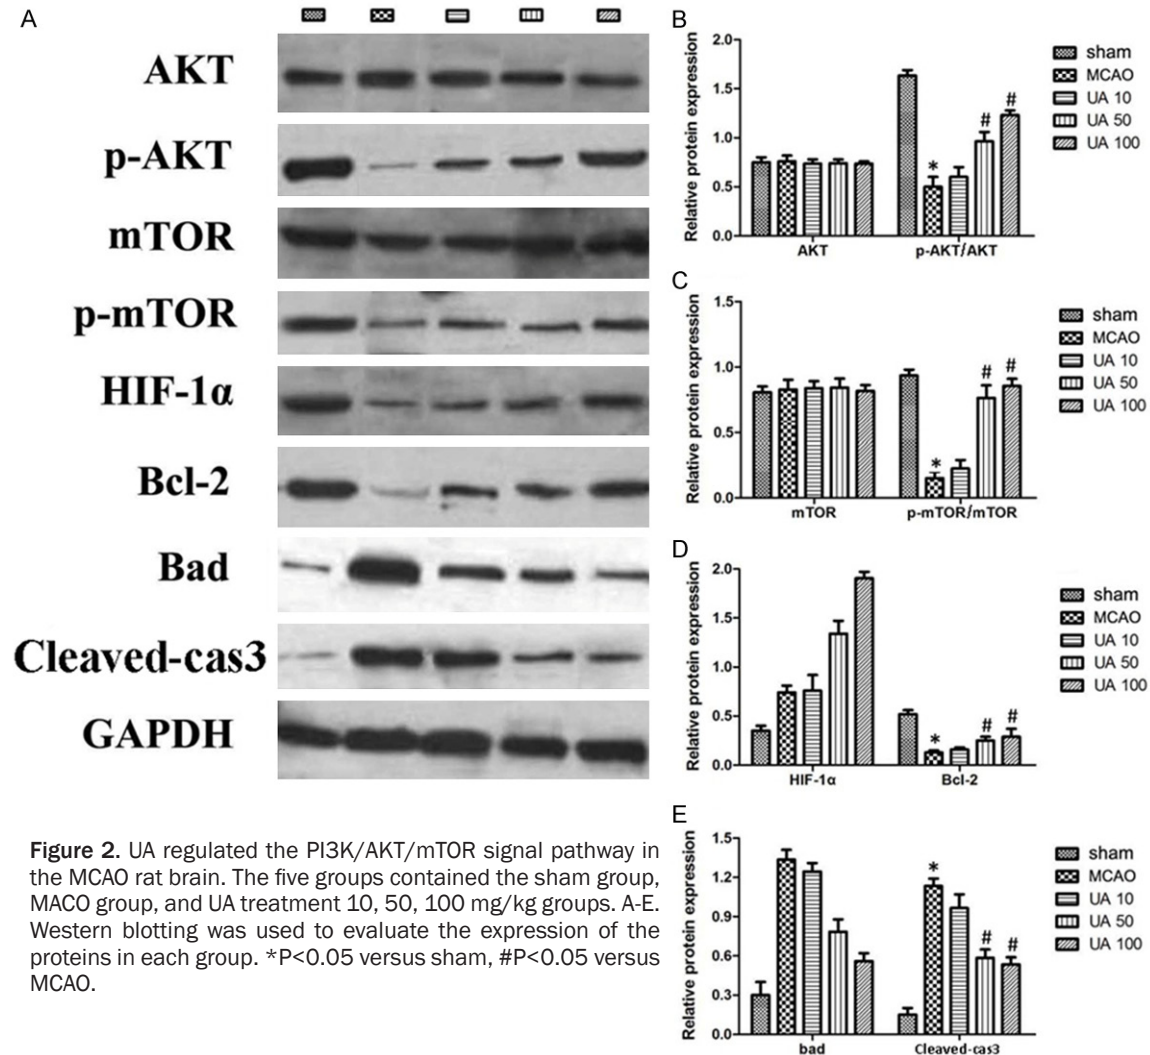 A
AKT
p-AKT
mTOR
p-mTOR
HIF-1α
Bcl-2
Bad
Cleaved-cas3
GAPDH
B
Relative protein expression
2.0
1.5
1.0
0.5
0.0
*
#
#
AKT
p-AKT/AKT
sham
MCAO
UA 10
UA 50
UA 100
C
Relative protein expression
1.5
1.0
0.5
0.0
*
#
#
mTOR
p-mTOR/mTOR
sham
MCAO
UA 10
UA 50
UA 100
D
Relative protein expression
2.0
1.5
1.0
0.5
0.0
*
#
#
HIF-1α
Bcl-2
sham
MCAO
UA 10
UA 50
UA 100
E
Relative protein expression
1.5
1.2
0.9
0.6
0.3
0.0
*
#
#
bad
Cleaved-cas3
sham
MCAO
UA 10
UA 50
UA 100
Figure 2. UA regulated the PI3K/AKT/mTOR signal pathway in
the MCAO rat brain. The five groups contained the sham group,
MACO group, and UA treatment 10, 50, 100 mg/kg groups. A-E.
Western blotting was used to evaluate the expression of the
proteins in each group. *P<0.05 versus sham, #P<0.05 versus
MCAO.